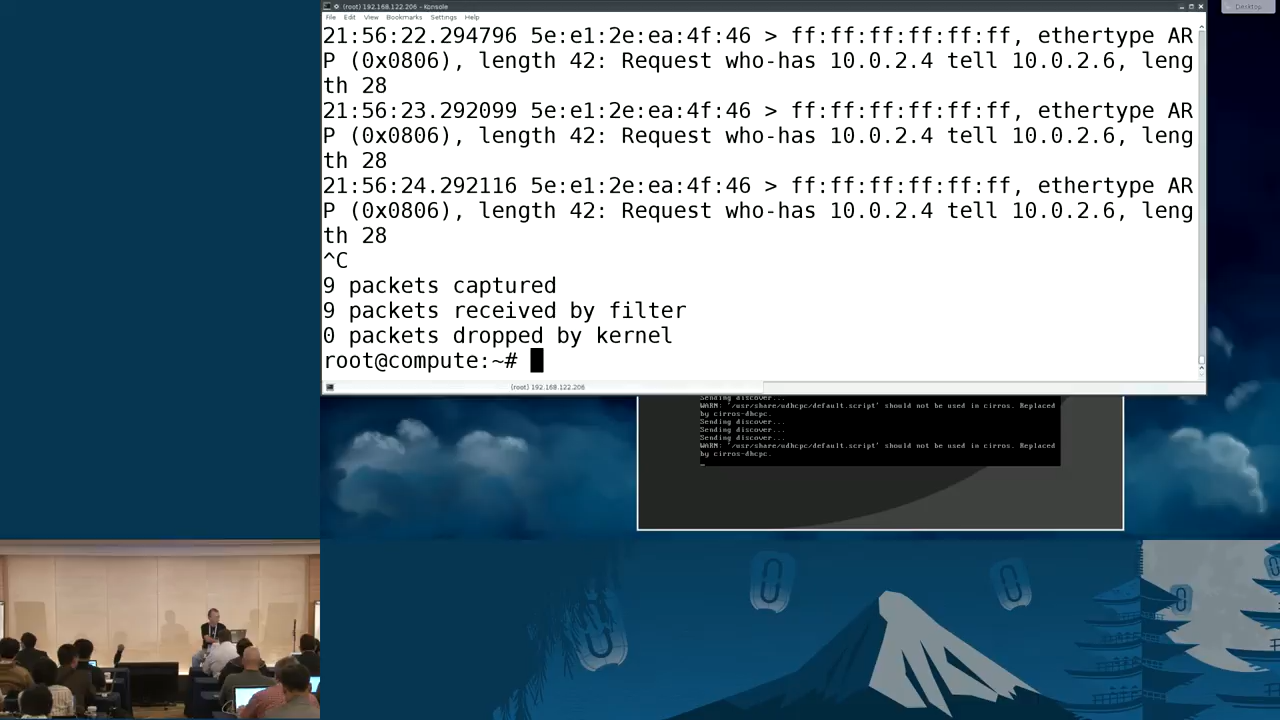 (root) 192.168.122.206 - Konsole
Desktop
File Edit View Bookmarks Settings Help
21:56:22.294796 5e:e1:2e:ea:4f:46 > ff:ff:ff:ff:ff:ff, ethertype AR
P (0x0806), length 42: Request who-has 10.0.2.4 tell 10.0.2.6, leng
th 28
21:56:23.292099 5e:e1:2e:ea:4f:46 > ff:ff:ff:ff:ff:ff, ethertype AR
P (0x0806), length 42: Request who-has 10.0.2.4 tell 10.0.2.6, leng
th 28
21:56:24.292116 5e:e1:2e:ea:4f:46 > ff:ff:ff:ff:ff:ff, ethertype AR
P (0x0806), length 42: Request who-has 10.0.2.4 tell 10.0.2.6, leng
th 28
^C
9 packets captured
9 packets received by filter
0 packets dropped by kernel
root@compute:~#
(root) 192.168.122.206
Sending discover...
WARN: '/usr/share/udhcpc/default.script' should not be used in cirros. Replaced
by cirros-dhcpc.
Sending discover...
Sending discover...
Sending discover...
WARN: '/usr/share/udhcpc/default.script' should not be used in cirros. Replaced
by cirros-dhcpc.